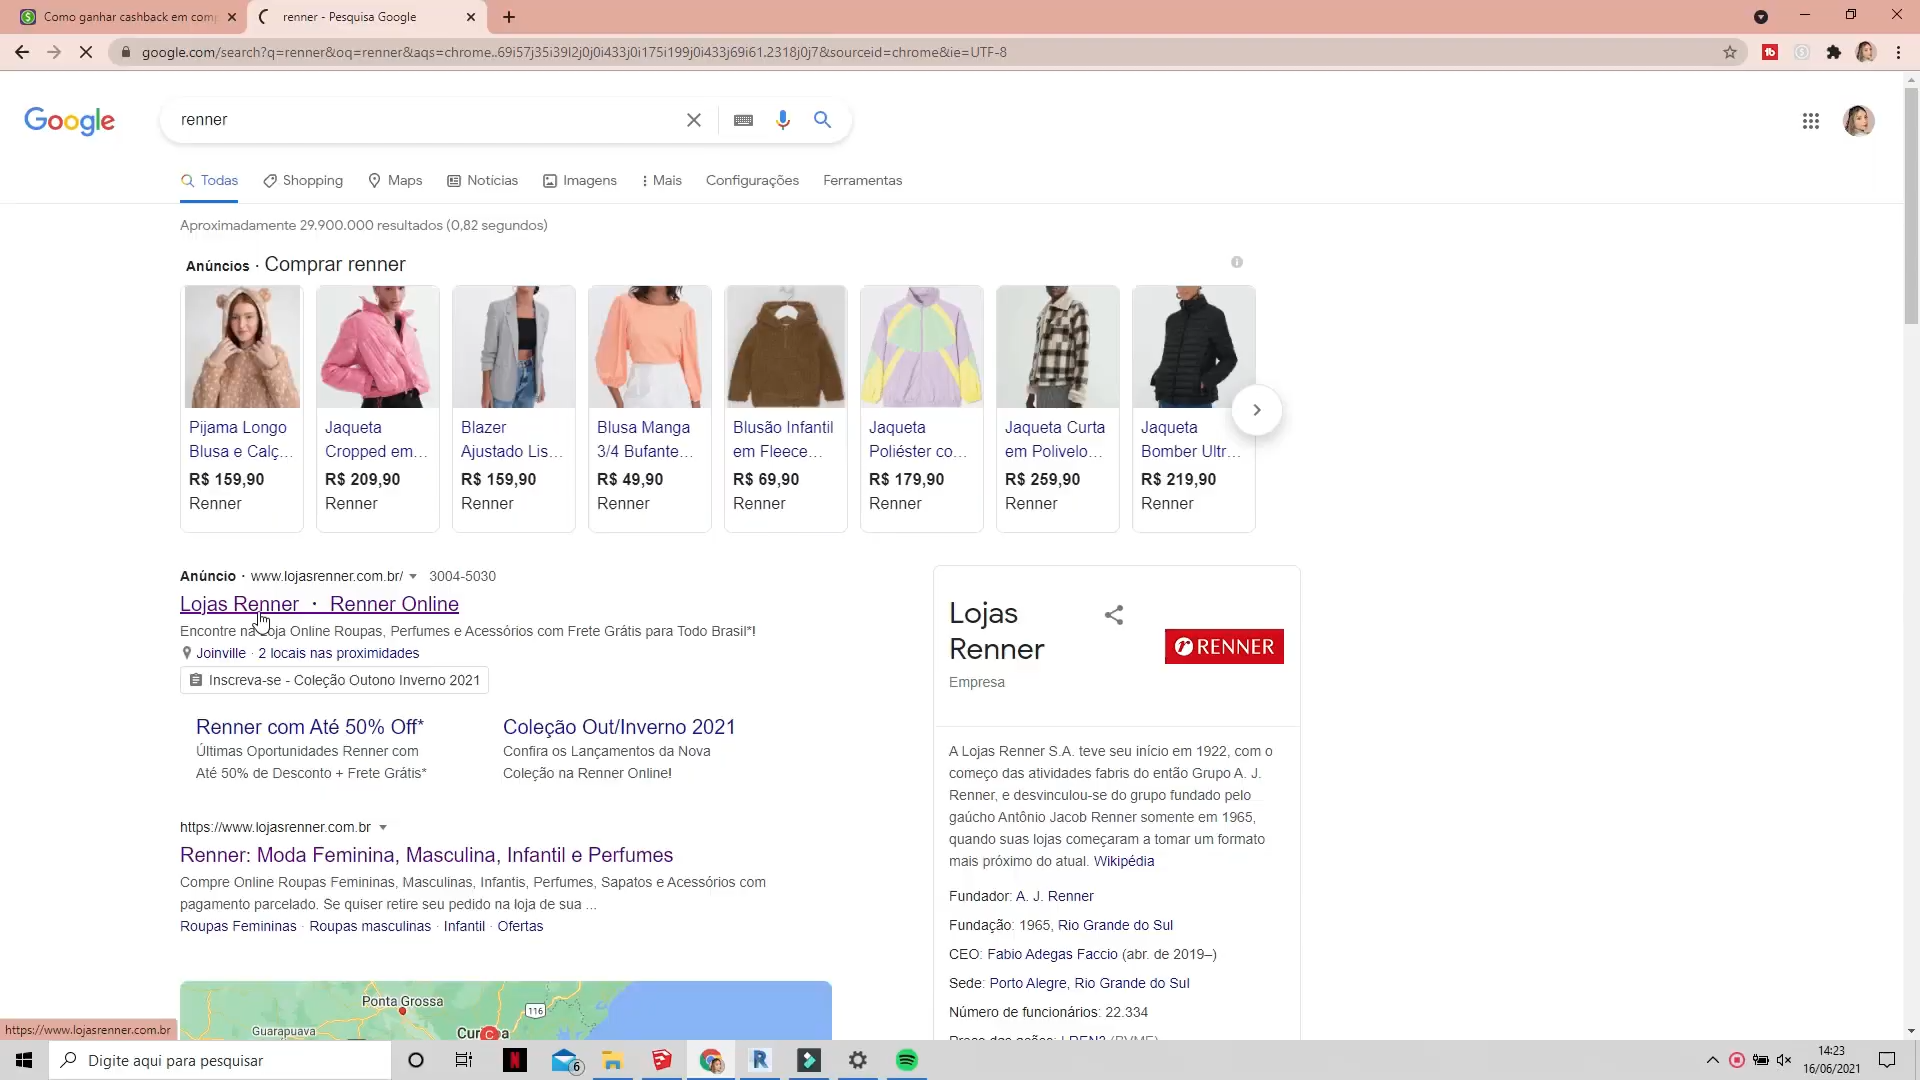 Como ganhar cashback em comp
renner - Pesquisa Google
google.com/search?q=renner&oq=renner&aqs=chrome..69i57j35i39l2j0j0i433j0i175i199j0i433j69i61.2318j0j7&sourceid=chrome&ie=UTF-8
Google
renner
Todas
Shopping
Maps
Notícias
Imagens
Mais
Configurações
Ferramentas
Aproximadamente 29.900.000 resultados (0,82 segundos)
Anúncios · Comprar renner
Pijama Longo
Blusa e Calç...
R$ 159,90
Renner
Jaqueta
Cropped em...
R$ 209,90
Renner
Blazer
Ajustado Lis...
R$ 159,90
Renner
Blusa Manga
3/4 Bufante...
R$ 49,90
Renner
Blusão Infantil
em Fleece...
R$ 69,90
Renner
Jaqueta
Poliéster co...
R$ 179,90
Renner
Jaqueta Curta
em Polivelo...
R$ 259,90
Renner
Jaqueta
Bomber Ultr...
R$ 219,90
Renner
Anúncio · www.lojasrenner.com.br/ 3004-5030
Lojas Renner · Renner Online
Encontre na Loja Online Roupas, Perfumes e Acessórios com Frete Grátis para Todo Brasil*!
Joinville · 2 locais nas proximidades
Inscreva-se - Coleção Outono Inverno 2021
Renner com Até 50% Off*
Últimas Oportunidades Renner com
Até 50% de Desconto + Frete Grátis*
Coleção Out/Inverno 2021
Confira os Lançamentos da Nova
Coleção na Renner Online!
https://www.lojasrenner.com.br
Renner: Moda Feminina, Masculina, Infantil e Perfumes
Compre Online Roupas Femininas, Masculinas, Infantis, Perfumes, Sapatos e Acessórios com
pagamento parcelado. Se quiser retire seu pedido na loja de sua ...
Roupas Femininas · Roupas masculinas · Infantil · Ofertas
Ponta Grossa
116
Guarapuava
Lojas
Renner
Empresa
RENNER
A Lojas Renner S.A. teve seu início em 1922, com o
começo das atividades fabris do então Grupo A. J.
Renner, e desvinculou-se do grupo fundado pelo
gaúcho Antônio Jacob Renner somente em 1965,
quando suas lojas começaram a tomar um formato
mais próximo do atual. Wikipédia
Fundador: A. J. Renner
Fundação: 1965, Rio Grande do Sul
CEO: Fabio Adegas Faccio (abr. de 2019–)
Sede: Porto Alegre, Rio Grande do Sul
Número de funcionários: 22.334
https://www.lojasrenner.com.br
Digite aqui para pesquisar
6
14:23
16/06/2021